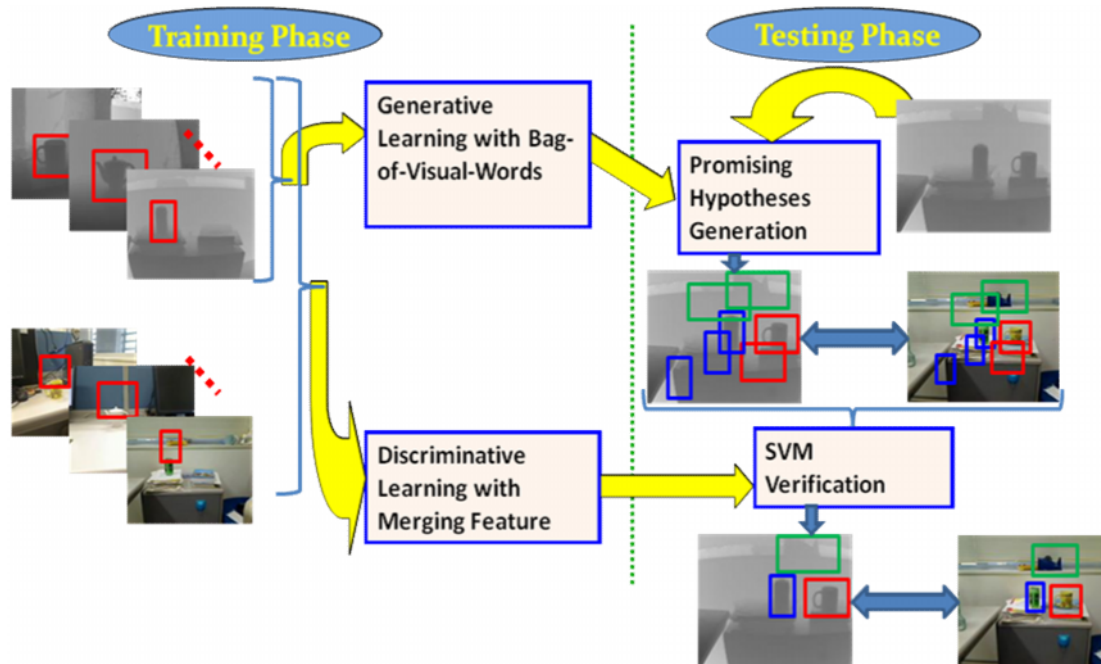 Training Phase
Testing Phase
Generative
Learning with Bag-
of-Visual-Words
Promising
Hypotheses
Generation
Discriminative
Learning with
Merging Feature
SVM
Verification